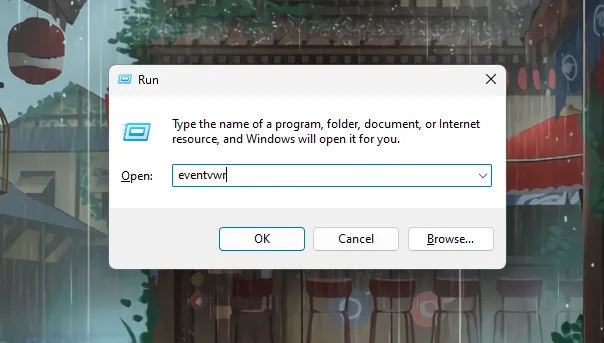 Run
Type the name of a program, folder, document, or Internet
resource, and Windows will open it for you.
Open: eventvwr
OK Cancel Browse...